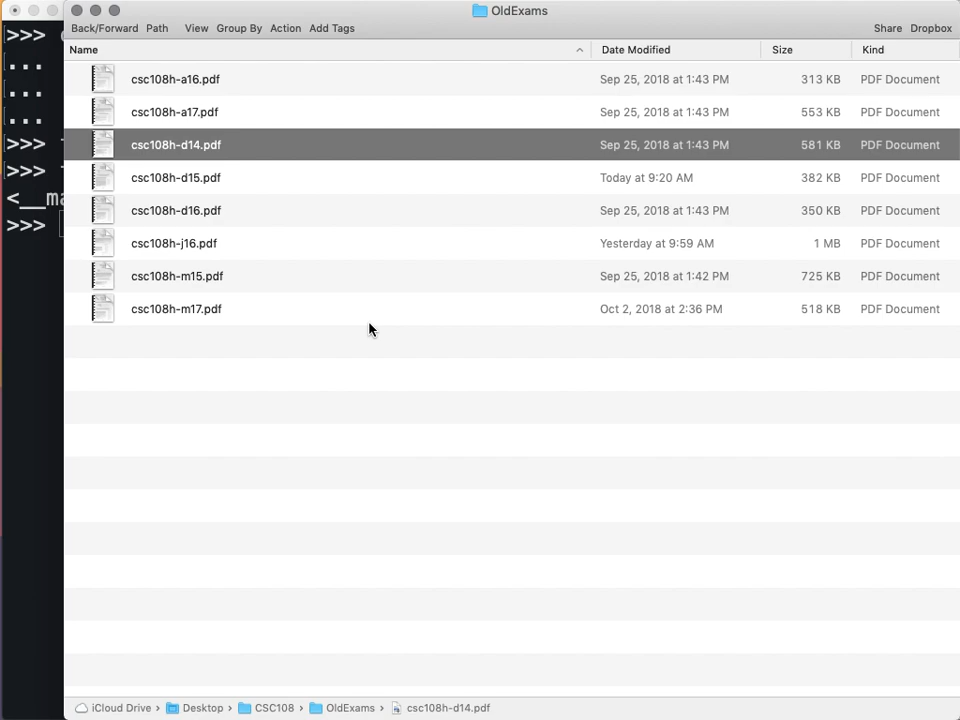 OldExams
Back/Forward Path View Group By Action Add Tags Share Dropbox
Name Date Modified Size Kind
csc108h-a16.pdf Sep 25, 2018 at 1:43 PM 313 KB PDF Document
csc108h-a17.pdf Sep 25, 2018 at 1:43 PM 553 KB PDF Document
csc108h-d14.pdf Sep 25, 2018 at 1:43 PM 581 KB PDF Document
csc108h-d15.pdf Today at 9:20 AM 382 KB PDF Document
csc108h-d16.pdf Sep 25, 2018 at 1:43 PM 350 KB PDF Document
csc108h-j16.pdf Yesterday at 9:59 AM 1 MB PDF Document
csc108h-m15.pdf Sep 25, 2018 at 1:42 PM 725 KB PDF Document
csc108h-m17.pdf Oct 2, 2018 at 2:36 PM 518 KB PDF Document
iCloud Drive › Desktop › CSC108 › OldExams › csc108h-d14.pdf
>>>
...
...
...
>>>
>>>
<__ma
>>>